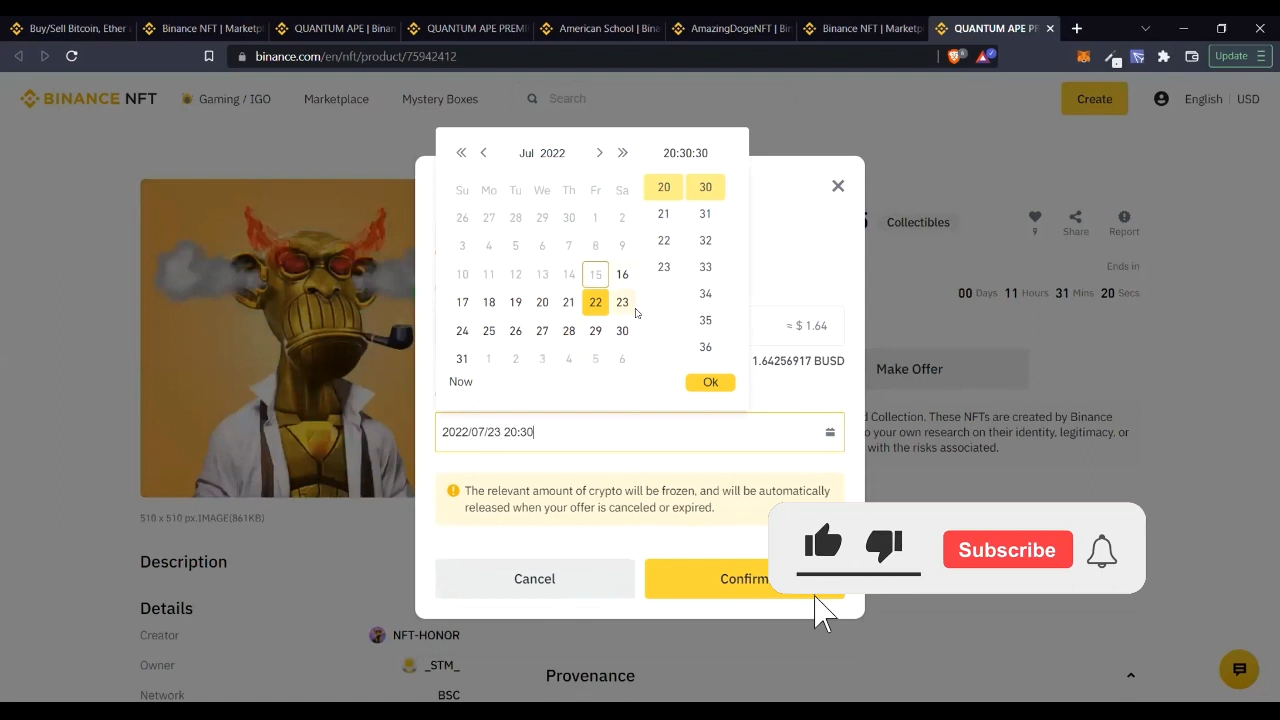 Buy/Sell Bitcoin, Ether
Binance NFT | Marketp
QUANTUM APE | Binan
QUANTUM APE PREMI
American School | Bina
AmazingDogeNFT | Bin
Binance NFT | Marketp
QUANTUM APE PR
binance.com/en/nft/product/75942412
Update
BINANCE NFT
Gaming / IGO
Marketplace
Mystery Boxes
Search
Create
English
USD
Jul 2022
20:30:30
Su Mo Tu We Th Fr Sa
26 27 28 29 30 1 2
3 4 5 6 7 8 9
10 11 12 13 14 15 16
17 18 19 20 21 22 23
24 25 26 27 28 29 30
31 1 2 3 4 5 6
20 30
21 31
22 32
23 33
34
35
36
Now
Ok
2022/07/23 20:30
≈ $ 1.64
1.64256917 BUSD
The relevant amount of crypto will be frozen, and will be automatically
released when your offer is canceled or expired.
Cancel
Confirm
Collectibles
9
Share
Report
Ends in
00 Days 11 Hours 31 Mins 20 Secs
Make Offer
Collection. These NFTs are created by Binance
o your own research on their identity, legitimacy, or
with the risks associated.
Subscribe
510 x 510 px.IMAGE(861KB)
Description
Details
Creator
NFT-HONOR
Owner
_STM_
Network
BSC
Provenance